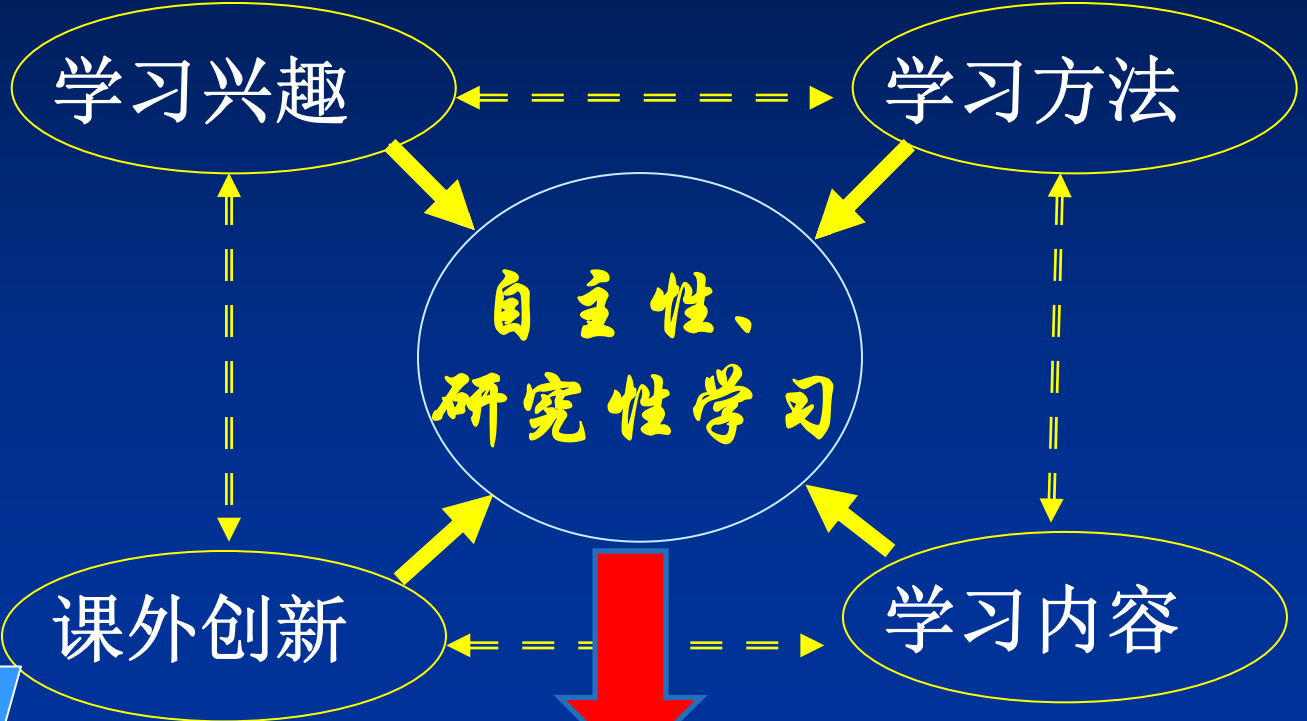 学习兴趣
学习方法
自主性、
研究性学习
课外创新
学习内容